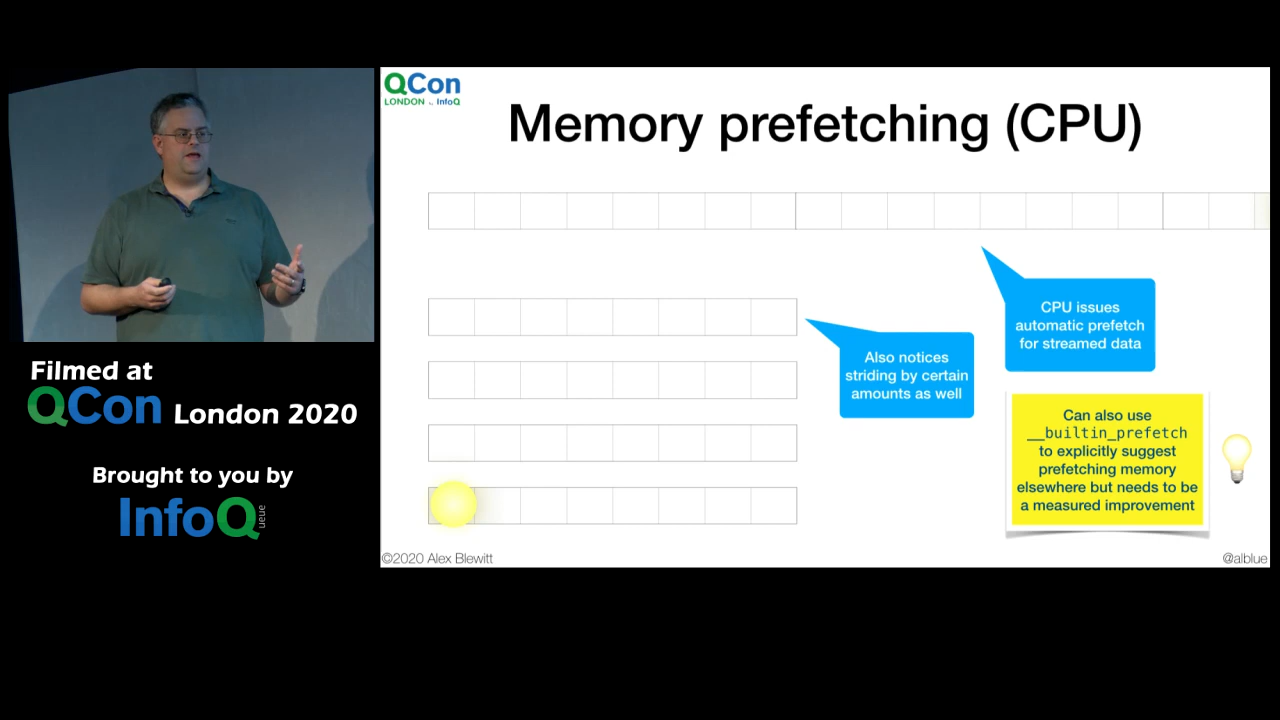 QCon
LONDON by InfoQ
Memory prefetching (CPU)
CPU issues
automatic prefetch
for streamed data
Also notices
striding by certain
amounts as well
Can also use
__builtin_prefetch
to explicitly suggest
prefetching memory
elsewhere but needs to be
a measured improvement
©2020 Alex Blewitt
@alblue
Filmed at
QCon London 2020
Brought to you by
InfoQueue